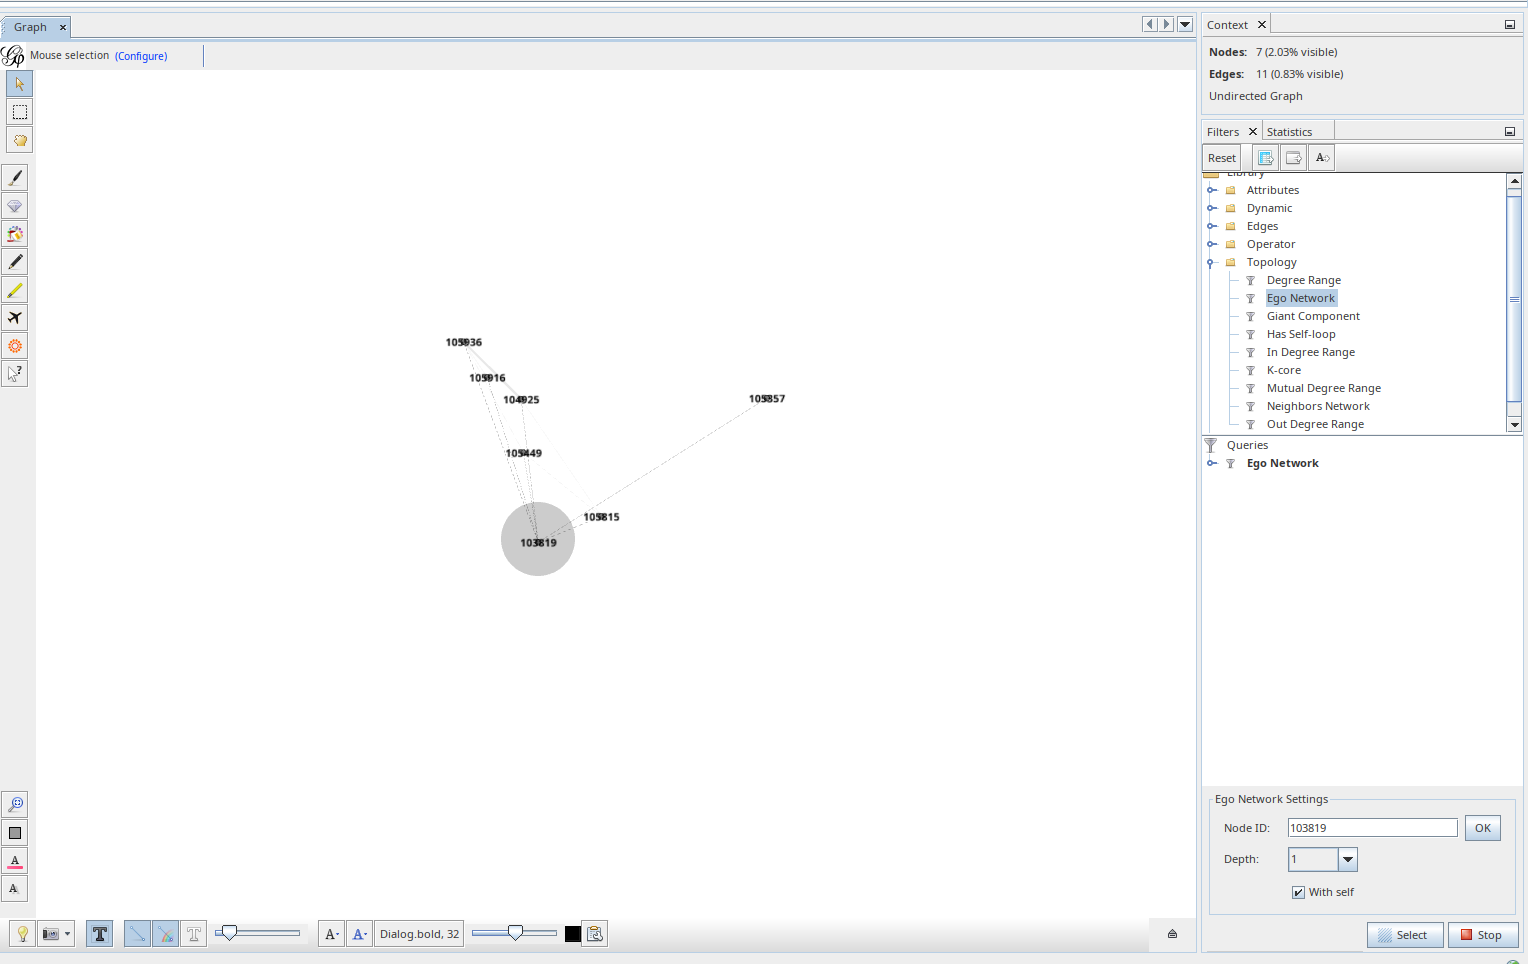 Graph
Context
Mouse selection (Configure)
Nodes: 7 (2.03% visible)
Edges: 11 (0.83% visible)
Undirected Graph
Filters Statistics
Reset
Library
Attributes
Dynamic
Edges
Operator
Topology
Degree Range
Ego Network
Giant Component
Has Self-loop
In Degree Range
K-core
Mutual Degree Range
Neighbors Network
Out Degree Range
Queries
Ego Network
105936
105916
104925
105857
105449
105815
103819
Ego Network Settings
Node ID: 103819 OK
Depth: 1
With self
Dialog.bold, 32
Select Stop